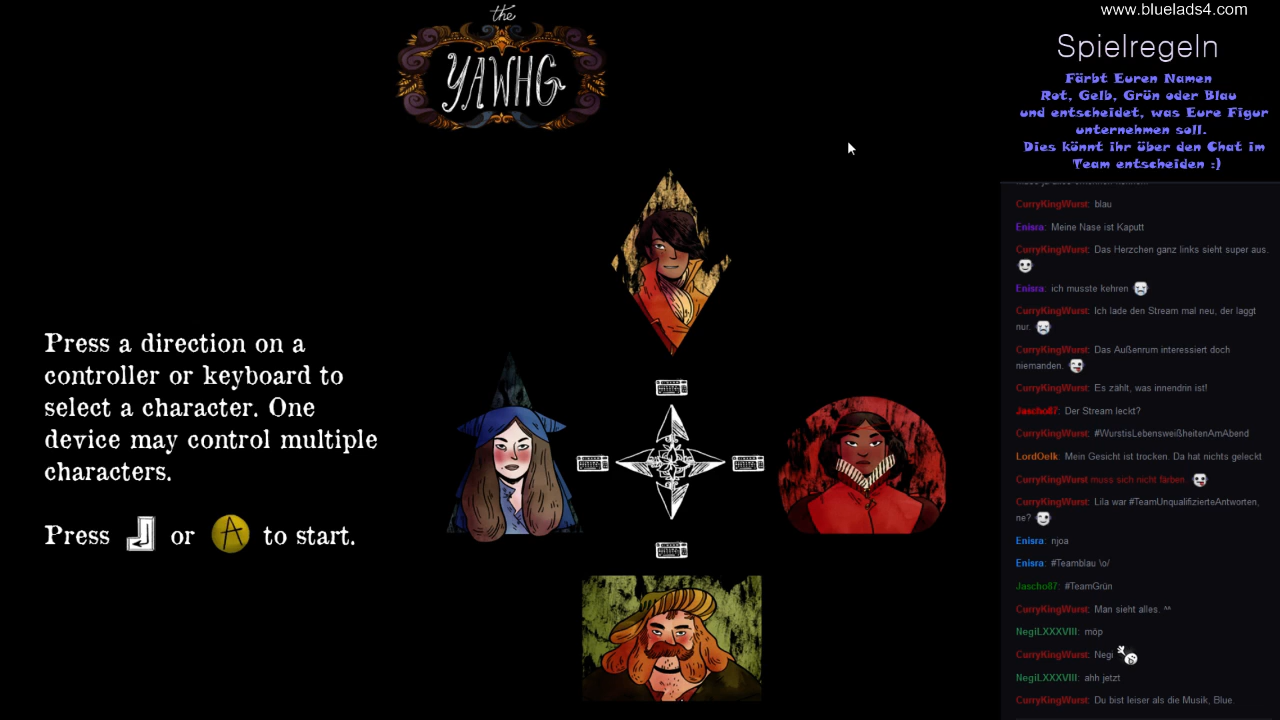 the
YAWHG
Press a direction on a
controller or keyboard to
select a character. One
device may control multiple
characters.
Press or A to start.
www.bluelads4.com
Spielregeln
Färbt Euren Namen
Rot, Gelb, Grün oder Blau
und entscheidet, was Eure Figur
unternehmen soll.
Dies könnt ihr über den Chat im
Team entscheiden :)
CurryKingWurst: blau
Enisra: Meine Nase ist Kaputt
CurryKingWurst: Das Herzchen ganz links sieht super aus.
Enisra: ich musste kehren
CurryKingWurst: Ich lade den Stream mal neu, der laggt
nur.
CurryKingWurst: Das Außenrum interessiert doch
niemanden.
CurryKingWurst: Es zählt, was innendrin ist!
Jascho87: Der Stream leckt?
CurryKingWurst: #WurstisLebensweißheitenAmAbend
LordOelk: Mein Gesicht ist trocken. Da hat nichts geleckt
CurryKingWurst muss sich nicht färben.
CurryKingWurst: Lila war #TeamUnqualifizierteAntworten,
ne?
Enisra: njoa
Enisra: #Teamblau \o/
Jascho87: #TeamGrün
CurryKingWurst: Man sieht alles. ^^
NegiLXXXVIII: möp
CurryKingWurst: Negi
NegiLXXXVIII: ahh jetzt
CurryKingWurst: Du bist leiser als die Musik, Blue.